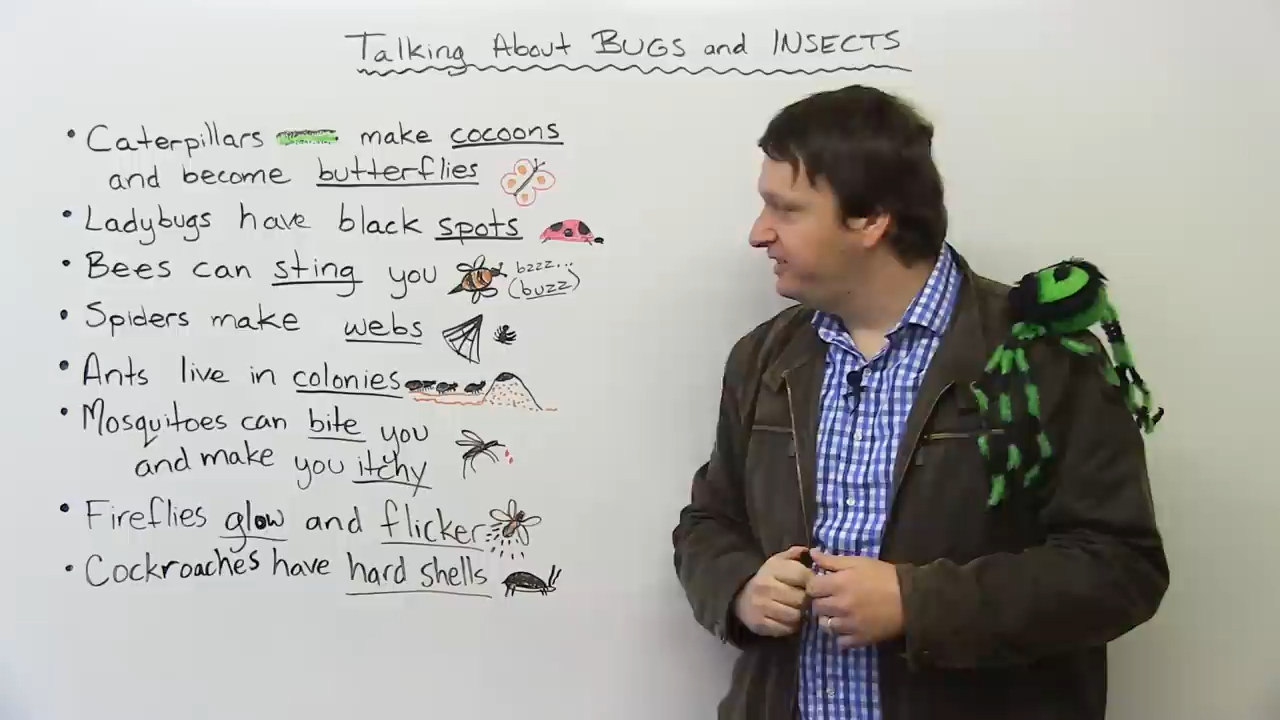 Talking About BUGS and INSECTS
• Caterpillars make cocoons
and become butterflies
• Ladybugs have black spots
• Bees can sting you bzzz...
(buzz)
• Spiders make webs
• Ants live in colonies
• Mosquitoes can bite you
and make you itchy
• Fireflies glow and flicker
• Cockroaches have hard shells